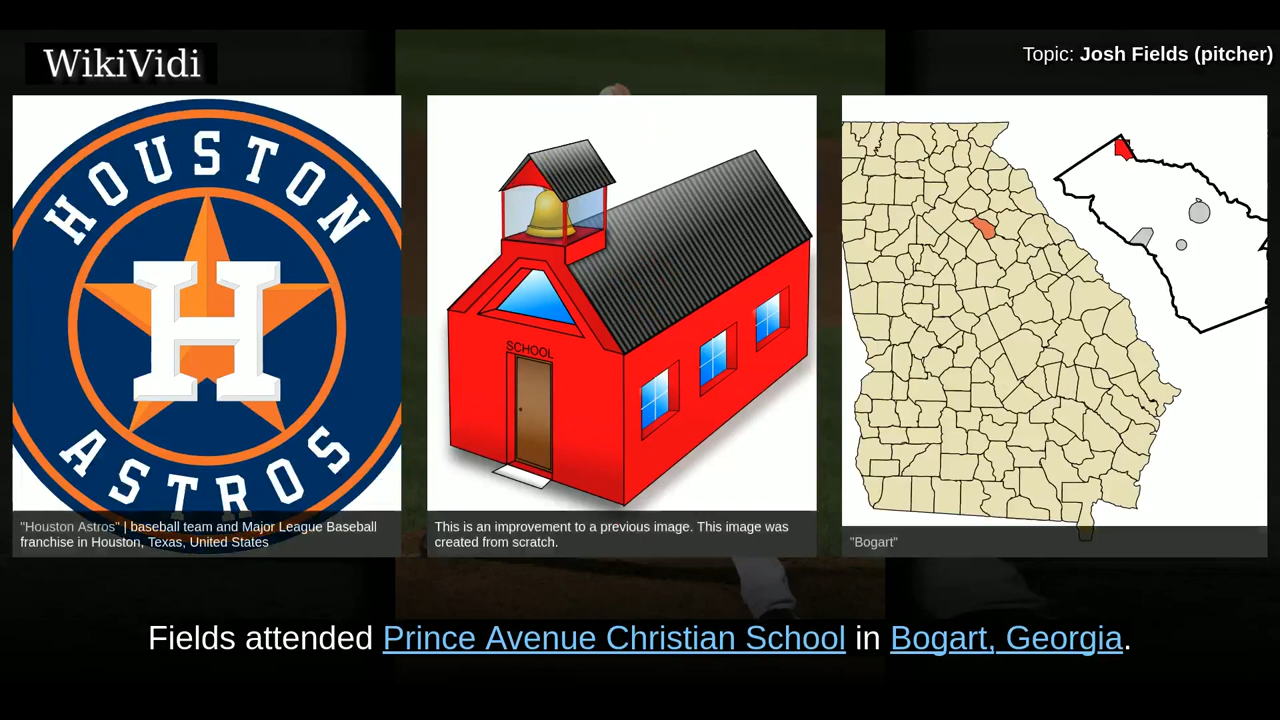 WikiVidi
Topic: Josh Fields (pitcher)
HOUSTON
H
ASTROS
SCHOOL
"Houston Astros" | baseball team and Major League Baseball
franchise in Houston, Texas, United States
This is an improvement to a previous image. This image was
created from scratch.
"Bogart"
Fields attended Prince Avenue Christian School in Bogart, Georgia.